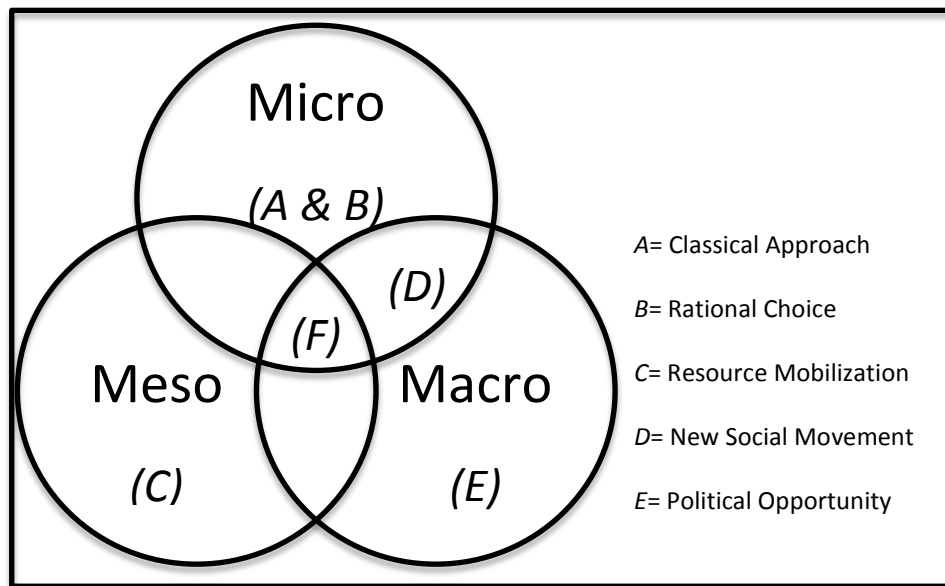 Micro
(A & B)
(D)
(F)
Meso
Macro
(C)
(E)
A= Classical Approach
B= Rational Choice
C= Resource Mobilization
D= New Social Movement
E= Political Opportunity